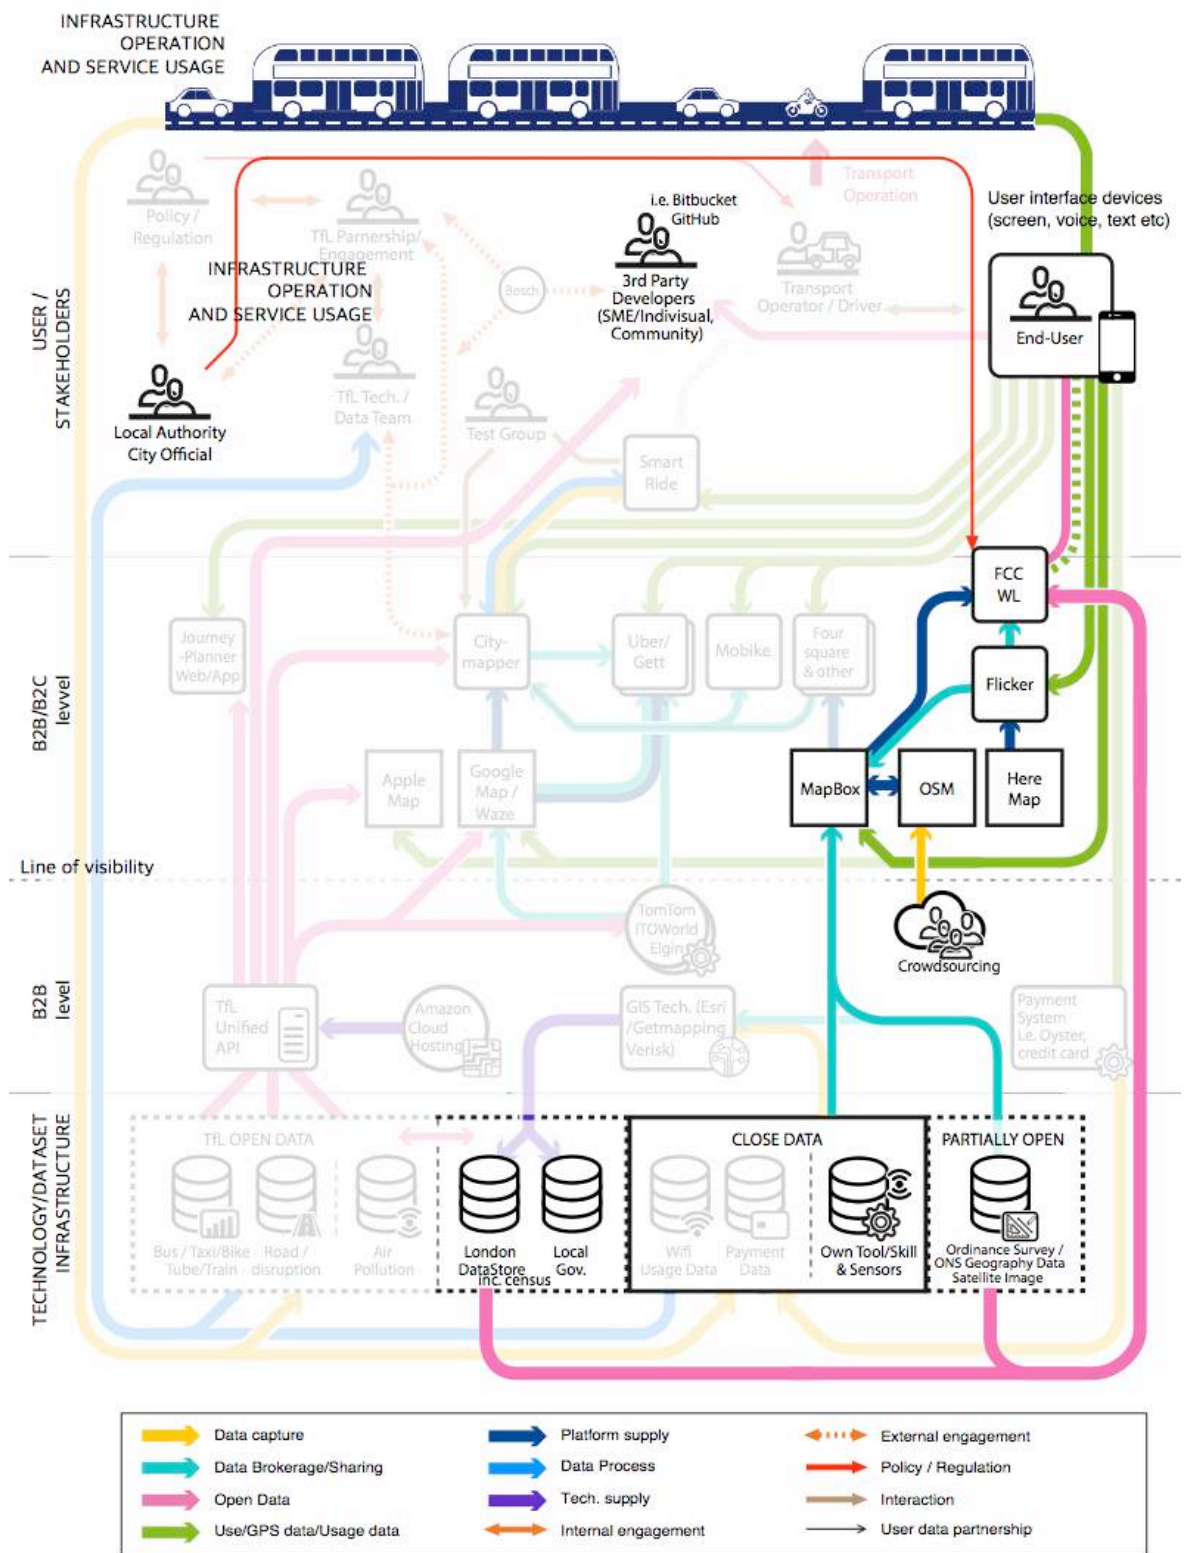 INFRASTRUCTURE
OPERATION
AND SERVICE USAGE
Policy /
Regulation
TfL Parnership/
Engagement
i.e. Bitbucket
GitHub
3rd Party
Developers
(SME/Indivisual,
Community)
Transport
Operation
Transport
Operator / Driver
User interface devices
(screen, voice, text etc)
End-User
USER /
STAKEHOLDERS
INFRASTRUCTURE
OPERATION
AND SERVICE USAGE
Bosch
Local Authority
City Official
TfL Tech. /
Data Team
Test Group
Smart
Ride
B2B/B2C
levvel
Journey
-Planner
Web/App
City-
mapper
Uber/
Gett
Mobike
Four
square
& other
FCC
WL
Flicker
Apple
Map
Google
Map /
Waze
MapBox
OSM
Here
Map
Line of visibility
B2B
level
TomTom
ITOWorld
Elgin
Crowdsourcing
TfL
Unified
API
Amazon
Cloud
Hosting
GIS Tech. (Esri
/Getmapping
Verisk)
Payment
System
i.e. Oyster,
credit card
TECHNOLOGY/DATASET
INFRASTRUCTURE
TfL OPEN DATA
CLOSE DATA
PARTIALLY OPEN
Bus / Taxi/Bike
Tube/Train
Road /
disruption
Air
Pollution
London
DataStore
inc. census
Local
Gov.
Wifi
Usage Data
Payment
Data
Own Tool/Skill
& Sensors
Ordinance Survey /
ONS Geography Data
Satellite Image
Data capture
Data Brokerage/Sharing
Open Data
Use/GPS data/Usage data
Platform supply
Data Process
Tech. supply
Internal engagement
External engagement
Policy / Regulation
Interaction
User data partnership